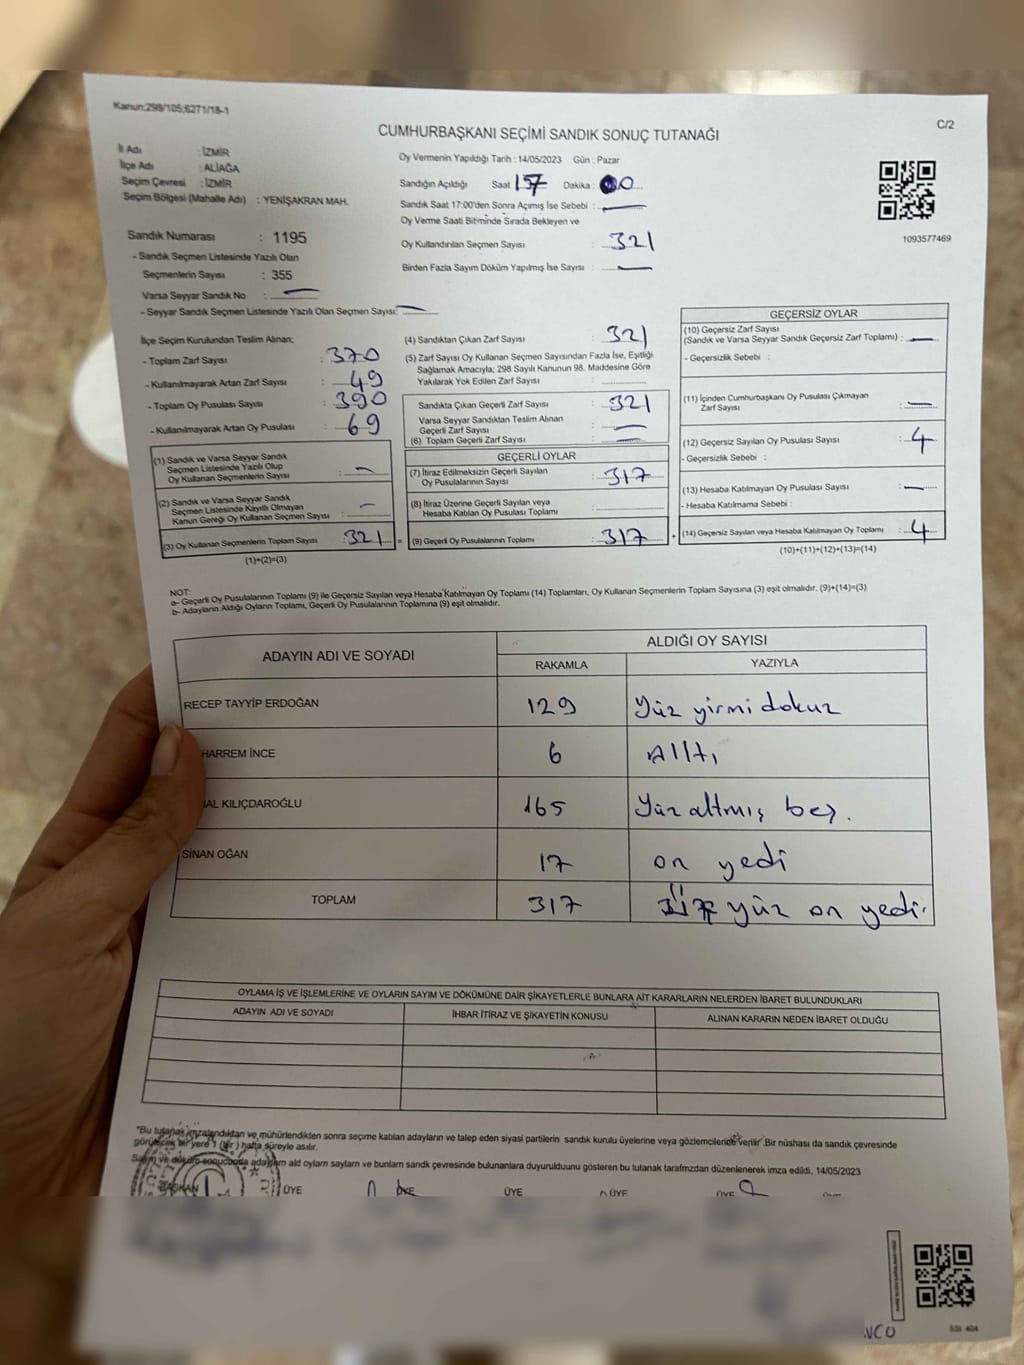 Kanun:298/105;6271/18-1
C/2
CUMHURBAŞKANI SEÇİMİ SANDIK SONUÇ TUTANAĞI
İl Adı : İZMİR
İlçe Adı : ALİAĞA
Seçim Çevresi : İZMİR
Seçim Bölgesi (Mahalle Adı) : YENİŞAKRAN MAH.
Sandık Numarası : 1195
- Sandık Seçmen Listesinde Yazılı Olan
Seçmenlerin Sayısı : 355
Varsa Seyyar Sandık No : —
- Seyyar Sandık Seçmen Listesinde Yazılı Olan Seçmen Sayısı: —
Oy Vermenin Yapıldığı Tarih : 14/05/2023 Gün : Pazar
Sandığın Açıldığı Saat 17 Dakika : 00
Sandık Saat 17:00'den Sonra Açımış İse Sebebi : —
Oy Verme Saati Bitiminde Sırada Bekleyen ve
Oy Kullandırılan Seçmen Sayısı : 321
Birden Fazla Sayım Döküm Yapılmış İse Sayısı : —
1093577469
İlçe Seçim Kurulundan Teslim Alınan;
- Toplam Zarf Sayısı : 370
- Kullanılmayarak Artan Zarf Sayısı : 49
- Toplam Oy Pusulası Sayısı : 390
- Kullanılmayarak Artan Oy Pusulası : 69
(1) Sandık ve Varsa Seyyar Sandık
Seçmen Listesinde Yazılı Olup
Oy Kullanan Seçmenlerin Sayısı : —
(2) Sandık ve Varsa Seyyar Sandık
Seçmen Listesinde Kayıtlı Olmayan
Kanun Gereği Oy Kullanan Seçmen Sayısı : —
(3) Oy Kullanan Seçmenlerin Toplam Sayısı : 321 =
(1)+(2)=(3)
(4) Sandıktan Çıkan Zarf Sayısı : 321
(5) Zarf Sayısı Oy Kullanan Seçmen Sayısından Fazla İse, Eşitliği
Sağlamak Amacıyla; 298 Sayılı Kanunun 98. Maddesine Göre
Yakılarak Yok Edilen Zarf Sayısı :
Sandıkta Çıkan Geçerli Zarf Sayısı : 321
Varsa Seyyar Sandıktan Teslim Alınan
Geçerli Zarf Sayısı : —
(6) Toplam Geçerli Zarf Sayısı : —
GEÇERLİ OYLAR
(7) İtiraz Edilmeksizin Geçerli Sayılan
Oy Pusulalarının Sayısı : 317
(8) İtiraz Üzerine Geçerli Sayılan veya
Hesaba Katılan Oy Pusulası Toplamı :
(9) Geçerli Oy Pusulalarının Toplamı : 317 +
GEÇERSİZ OYLAR
(10) Geçersiz Zarf Sayısı
(Sandık ve Varsa Seyyar Sandık Geçersiz Zarf Toplamı) : —
- Geçersizlik Sebebi :
(11) İçinden Cumhurbaşkanı Oy Pusulası Çıkmayan
Zarf Sayısı : —
(12) Geçersiz Sayılan Oy Pusulası Sayısı : 4
- Geçersizlik Sebebi :
(13) Hesaba Katılmayan Oy Pusulası Sayısı : —
- Hesaba Katılmama Sebebi :
(14) Geçersiz Sayılan veya Hesaba Katılmayan Oy Toplamı : 4
(10)+(11)+(12)+(13)=(14)
NOT:
a- Geçerli Oy Pusulalarının Toplamı (9) ile Geçersiz Sayılan veya Hesaba Katılmayan Oy Toplamı (14) Toplamları, Oy Kullanan Seçmenlerin Toplam Sayısına (3) eşit olmalıdır. (9)+(14)=(3)
b- Adayların Aldığı Oyların Toplamı, Geçerli Oy Pusulalarının Toplamına (9) eşit olmalıdır.
ADAYIN ADI VE SOYADI ALDIĞI OY SAYISI
RAKAMLA YAZIYLA
RECEP TAYYİP ERDOĞAN 129 Yüz yirmi dokuz
HARREM İNCE 6 Alltı
AL KILIÇDAROĞLU 165 Yüz altmış beş.
SİNAN OĞAN 17 on yedi
TOPLAM 317 yüz on yedi.
OYLAMA İŞ VE İŞLEMLERİNE VE OYLARIN SAYIM VE DÖKÜMÜNE DAİR ŞİKAYETLERLE BUNLARA AİT KARARLARIN NELERDEN İBARET BULUNDUKLARI
ADAYIN ADI VE SOYADI İHBAR İTİRAZ VE ŞİKAYETİN KONUSU ALINAN KARARIN NEDEN İBARET OLDUĞU
"Bu tutanak imzalandıktan ve mühürlendikten sonra seçime katılan adayların ve talep eden siyasi partilerin sandık kurulu üyelerine veya gözlemcileride verilir .Bir nüshası da sandık çevresinde
görülecek bir yere 1 (bir) hafta süreyle asılır.
Sayım ve döküm sonucunda adayların ald oyların sayların ve bunların sandık çevresinde bulunanlara duyurulduunu gösteren bu tutanak tarafmzdan düzenlenerek imza edildi, 14/05/2023
BAŞKAN ÜYE ÜYE ÜYE ÜYE ÜYE